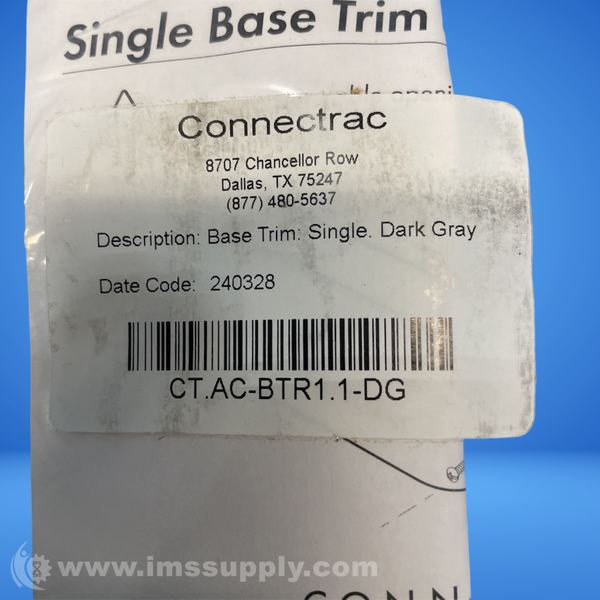 Single Base Trim
Connectrac
8707 Chancellor Row
Dallas, TX 75247
(877) 480-5637
Description: Base Trim: Single. Dark Gray
Date Code: 240328
CT.AC-BTR1.1-DG
www.imssupply.com
CONN